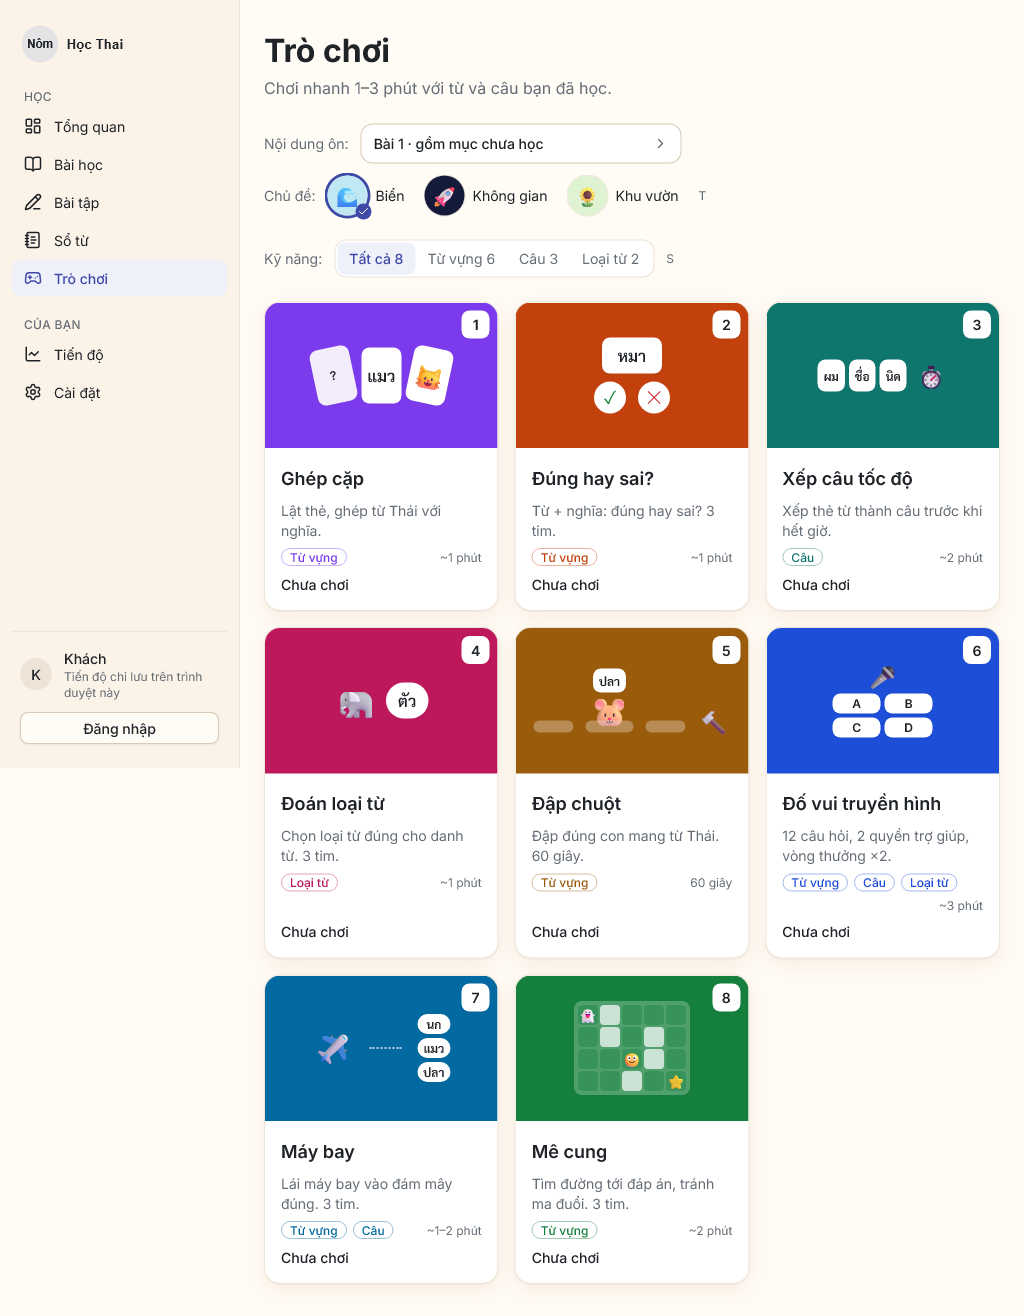 Nôm Học Thai
HỌC
Tổng quan
Bài học
Bài tập
Sổ từ
Trò chơi
CỦA BẠN
Tiến độ
Cài đặt
K Khách
Tiến độ chỉ lưu trên trình
duyệt này
Đăng nhập
Trò chơi
Chơi nhanh 1–3 phút với từ và câu bạn đã học.
Nội dung ôn: Bài 1 · gồm mục chưa học
Chủ đề: Biển Không gian Khu vườn T
Kỹ năng: Tất cả 8 Từ vựng 6 Câu 3 Loại từ 2 S
1
? แมว
Ghép cặp
Lật thẻ, ghép từ Thái với
nghĩa.
Từ vựng ~1 phút
Chưa chơi
2
หมา
Đúng hay sai?
Từ + nghĩa: đúng hay sai? 3
tim.
Từ vựng ~1 phút
Chưa chơi
3
ผม ชื่อ นิด
Xếp câu tốc độ
Xếp thẻ từ thành câu trước khi
hết giờ.
Câu ~2 phút
Chưa chơi
4
ตัว
Đoán loại từ
Chọn loại từ đúng cho danh
từ. 3 tim.
Loại từ ~1 phút
Chưa chơi
5
ปลา
Đập chuột
Đập đúng con mang từ Thái.
60 giây.
Từ vựng 60 giây
Chưa chơi
6
A B
C D
Đố vui truyền hình
12 câu hỏi, 2 quyền trợ giúp,
vòng thưởng ×2.
Từ vựng Câu Loại từ
~3 phút
Chưa chơi
7
นก
แมว
ปลา
Máy bay
Lái máy bay vào đám mây
đúng. 3 tim.
Từ vựng Câu ~1–2 phút
Chưa chơi
8
Mê cung
Tìm đường tới đáp án, tránh
ma đuổi. 3 tim.
Từ vựng ~2 phút
Chưa chơi